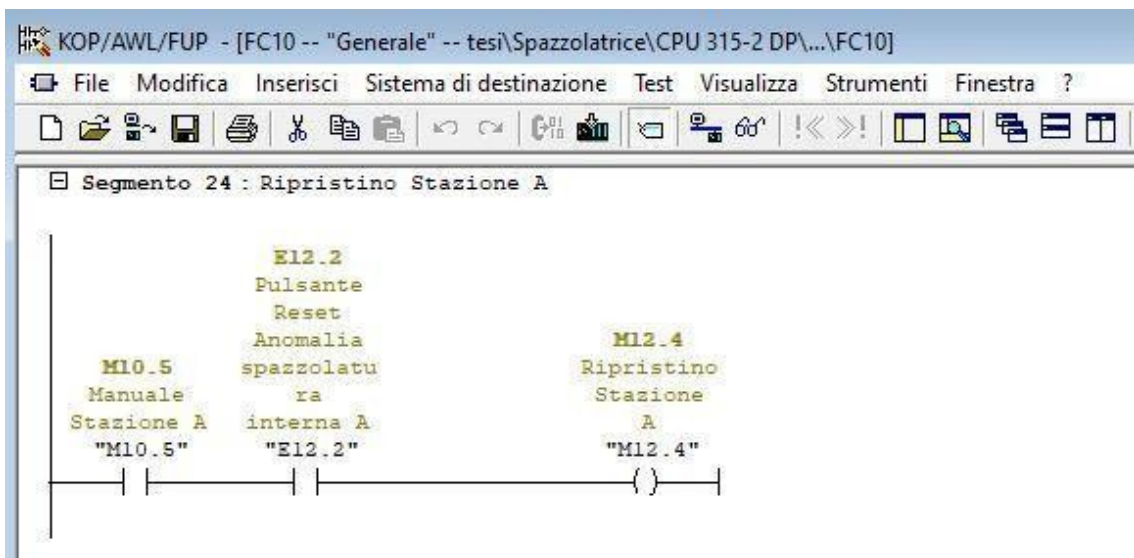 KOP/AWL/FUP - [FC10 -- "Generale" -- tesi\Spazzolatrice\CPU 315-2 DP\...\FC10]
File Modifica Inserisci Sistema di destinazione Test Visualizza Strumenti Finestra ?
Segmento 24 : Ripristino Stazione A
E12.2
Pulsante
Reset
Anomalia M12.4
M10.5 spazzolatu Ripristino
Manuale ra Stazione
Stazione A interna A A
"M10.5" "E12.2" "M12.4"